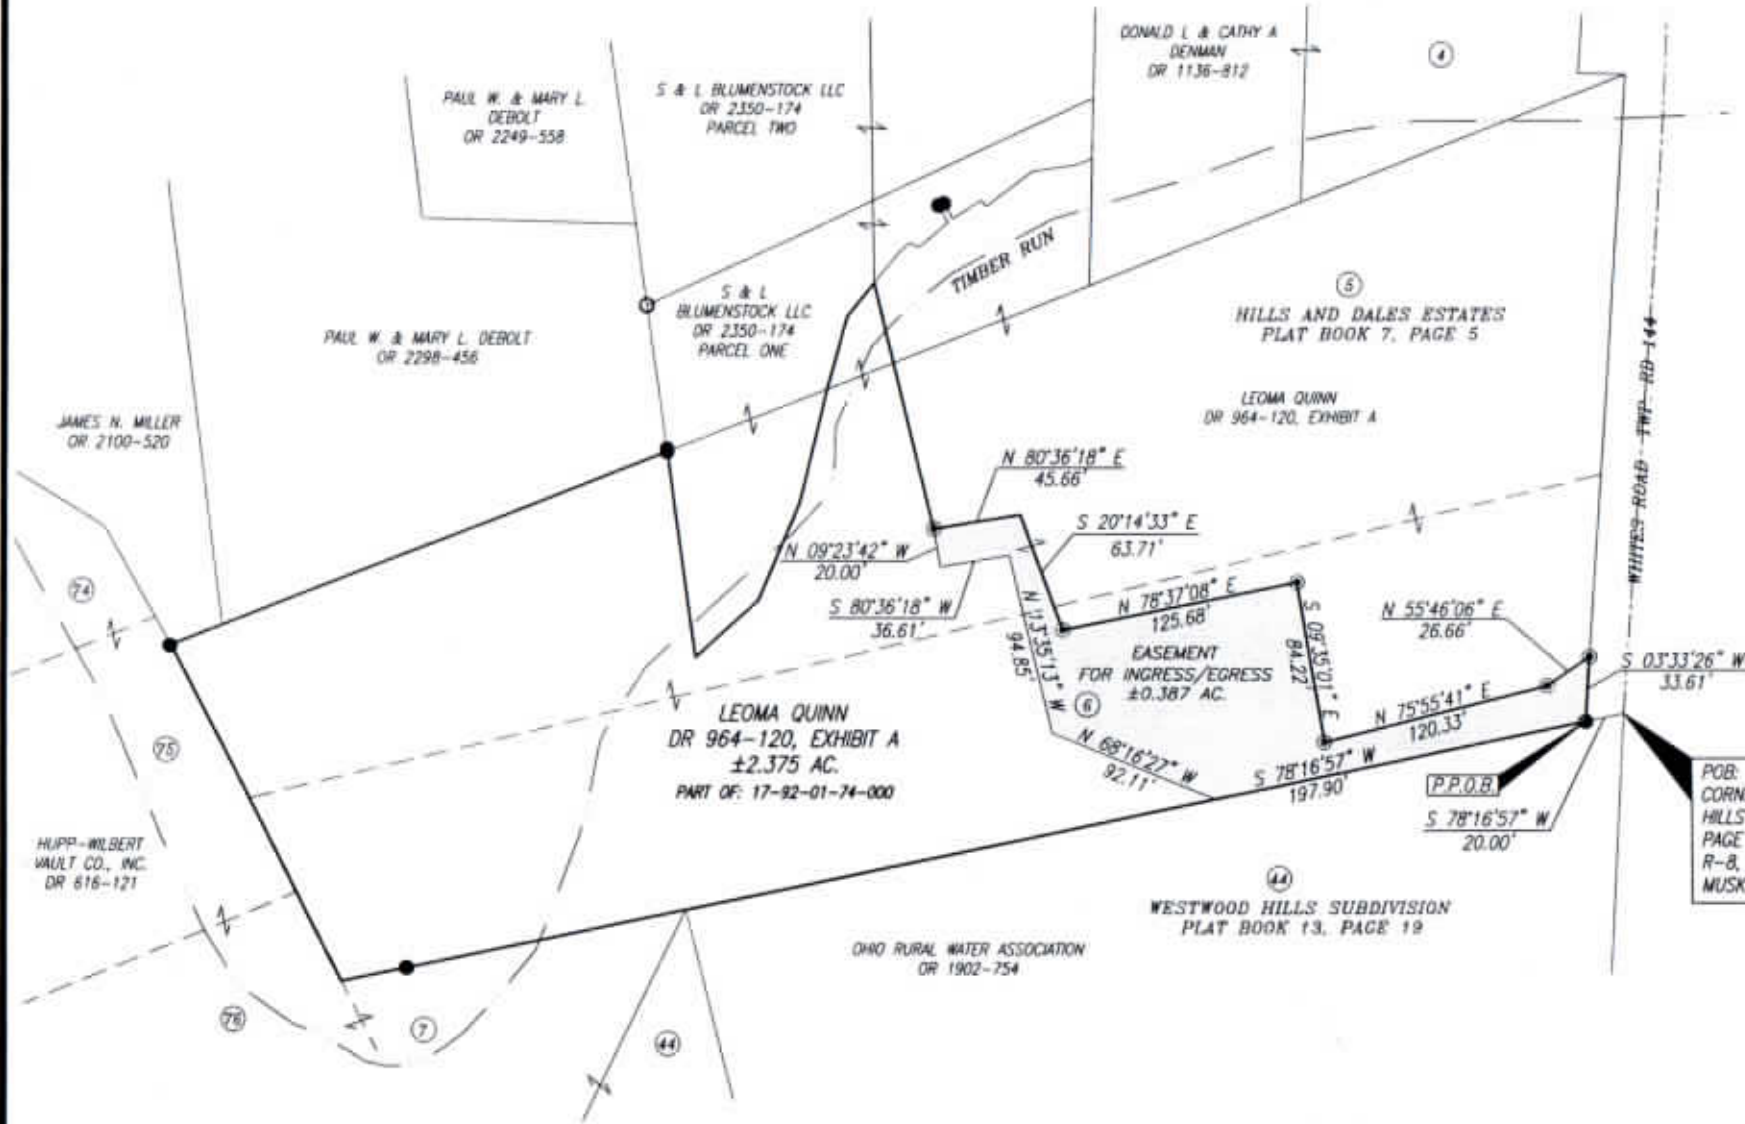 DONALD L & CATHY A
DENMAN
OR 1136-812
4
PAUL W. & MARY L.
DEBOLT
OR 2249-558
S & L BLUMENSTOCK LLC
OR 2350-174
PARCEL TWO
TIMBER RUN
5
HILLS AND DALES ESTATES
PLAT BOOK 7, PAGE 5
S & L
BLUMENSTOCK LLC
OR 2350-174
PARCEL ONE
PAUL W. & MARY L. DEBOLT
OR 2298-456
WHITES ROAD TWP RD 144
LEOMA QUINN
DR 964-120, EXHIBIT A
JAMES N. MILLER
OR 2100-520
N 80°36'18" E
45.66'
S 20°14'33" E
63.71'
N 09°23'42" W
20.00'
S 80°36'18" W
36.61'
N 13°35'13" W
94.85'
N 78°37'08" E
125.68'
S 09°35'01" E
84.22'
N 55°46'06" E
26.66'
S 03°33'26" W
33.61'
74
EASEMENT
FOR INGRESS/EGRESS
±0.387 AC.
6
N 75°55'41" E
120.33'
LEOMA QUINN
DR 964-120, EXHIBIT A
±2.375 AC.
PART OF: 17-92-01-74-000
75
N 68°16'27" W
92.11'
S 78°16'57" W
197.90'
P.P.O.B.
S 78°16'57" W
20.00'
POB:
CORN
HILLS
PAGE
R-8,
MUSK
HUPP-WILBERT
VAULT CO., INC.
DR 616-121
44
WESTWOOD HILLS SUBDIVISION
PLAT BOOK 13, PAGE 19
OHIO RURAL WATER ASSOCIATION
OR 1902-754
76
7
44